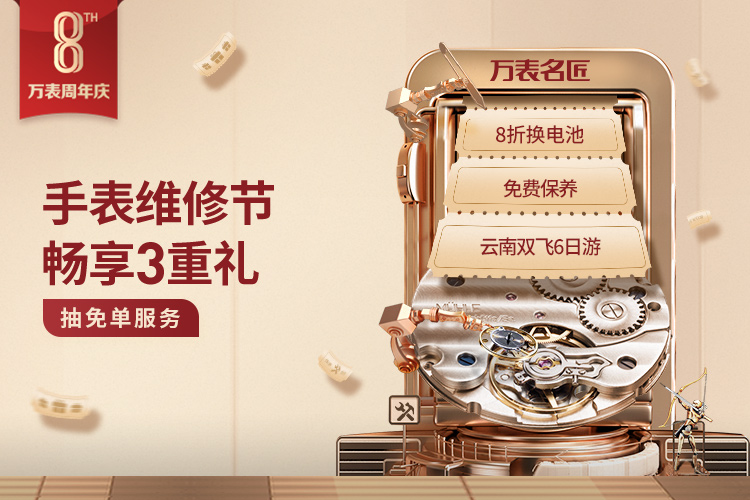 8TH
万表周年庆
手表维修节
畅享3重礼
抽免单服务
万表名匠
8折换电池
免费保养
云南双飞6日游